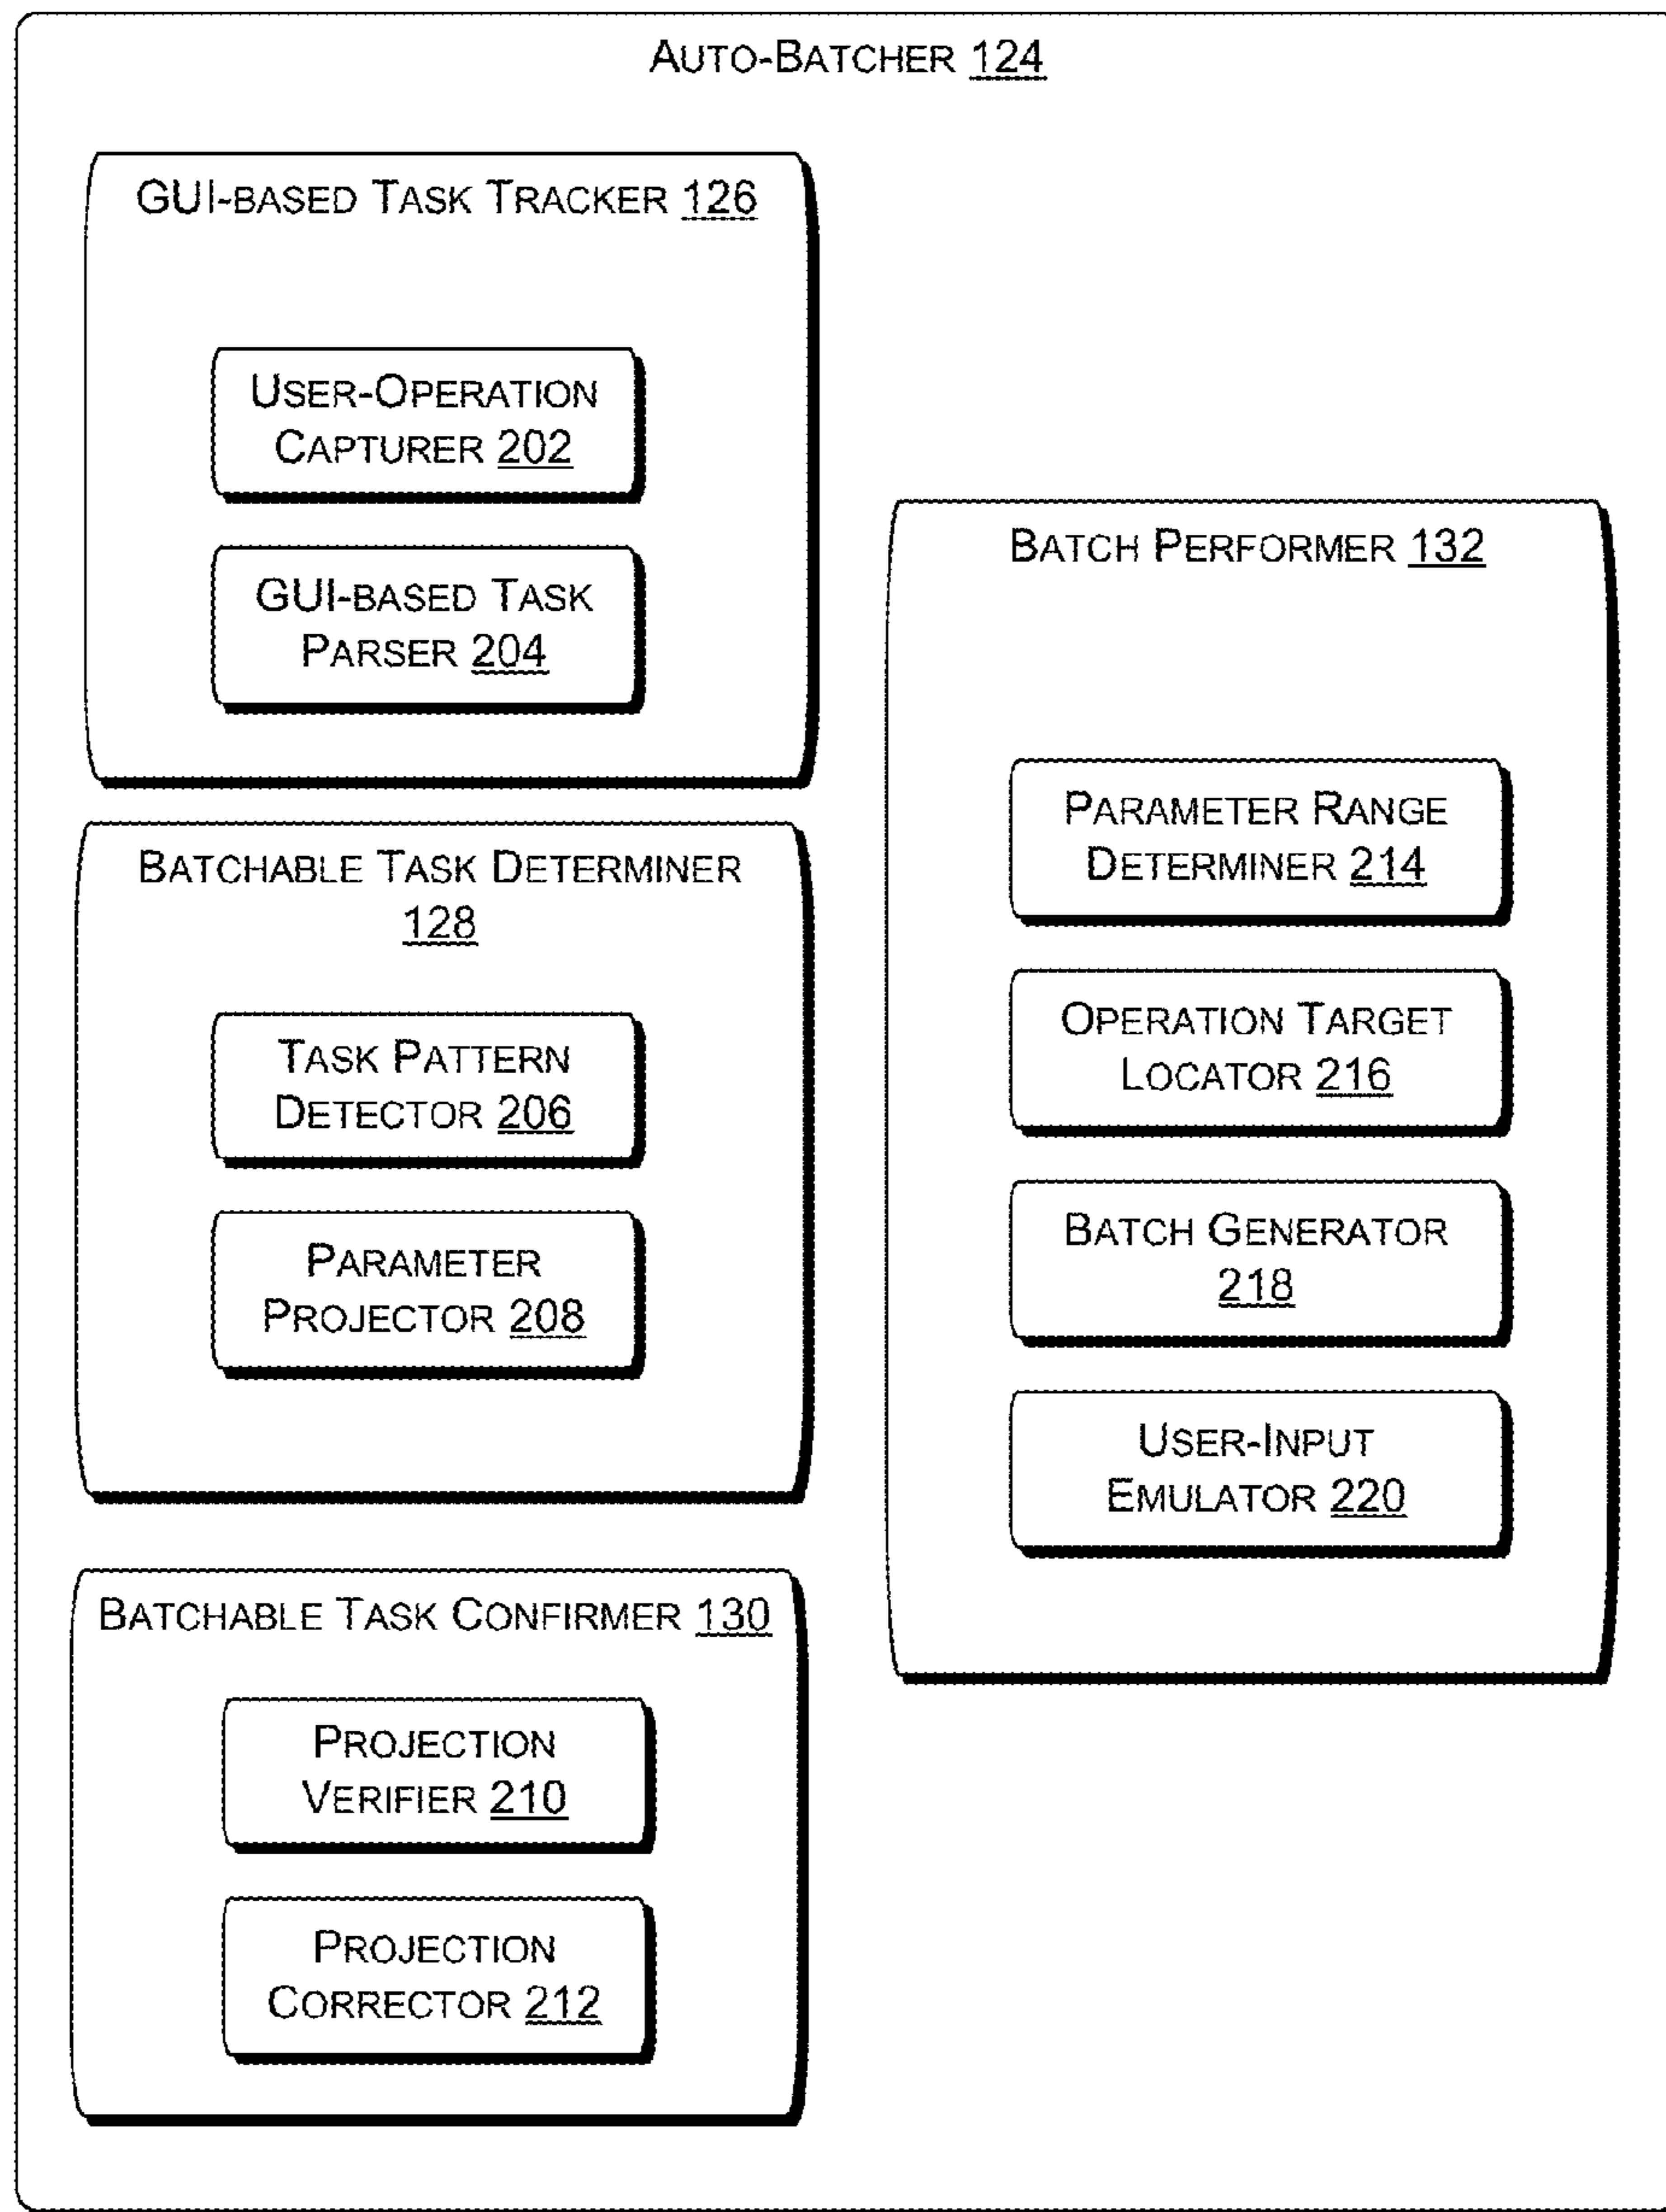 AUTO-BATCHER 124
GUI-BASED TASK TRACKER 126
USER-OPERATION
CAPTURER 202
GUI-BASED TASK
PARSER 204
BATCHABLE TASK DETERMINER
128
TASK PATTERN
DETECTOR 206
PARAMETER
PROJECTOR 208
BATCHABLE TASK CONFIRMER 130
PROJECTION
VERIFIER 210
PROJECTION
CORRECTOR 212
BATCH PERFORMER 132
PARAMETER RANGE
DETERMINER 214
OPERATION TARGET
LOCATOR 216
BATCH GENERATOR
218
USER-INPUT
EMULATOR 220